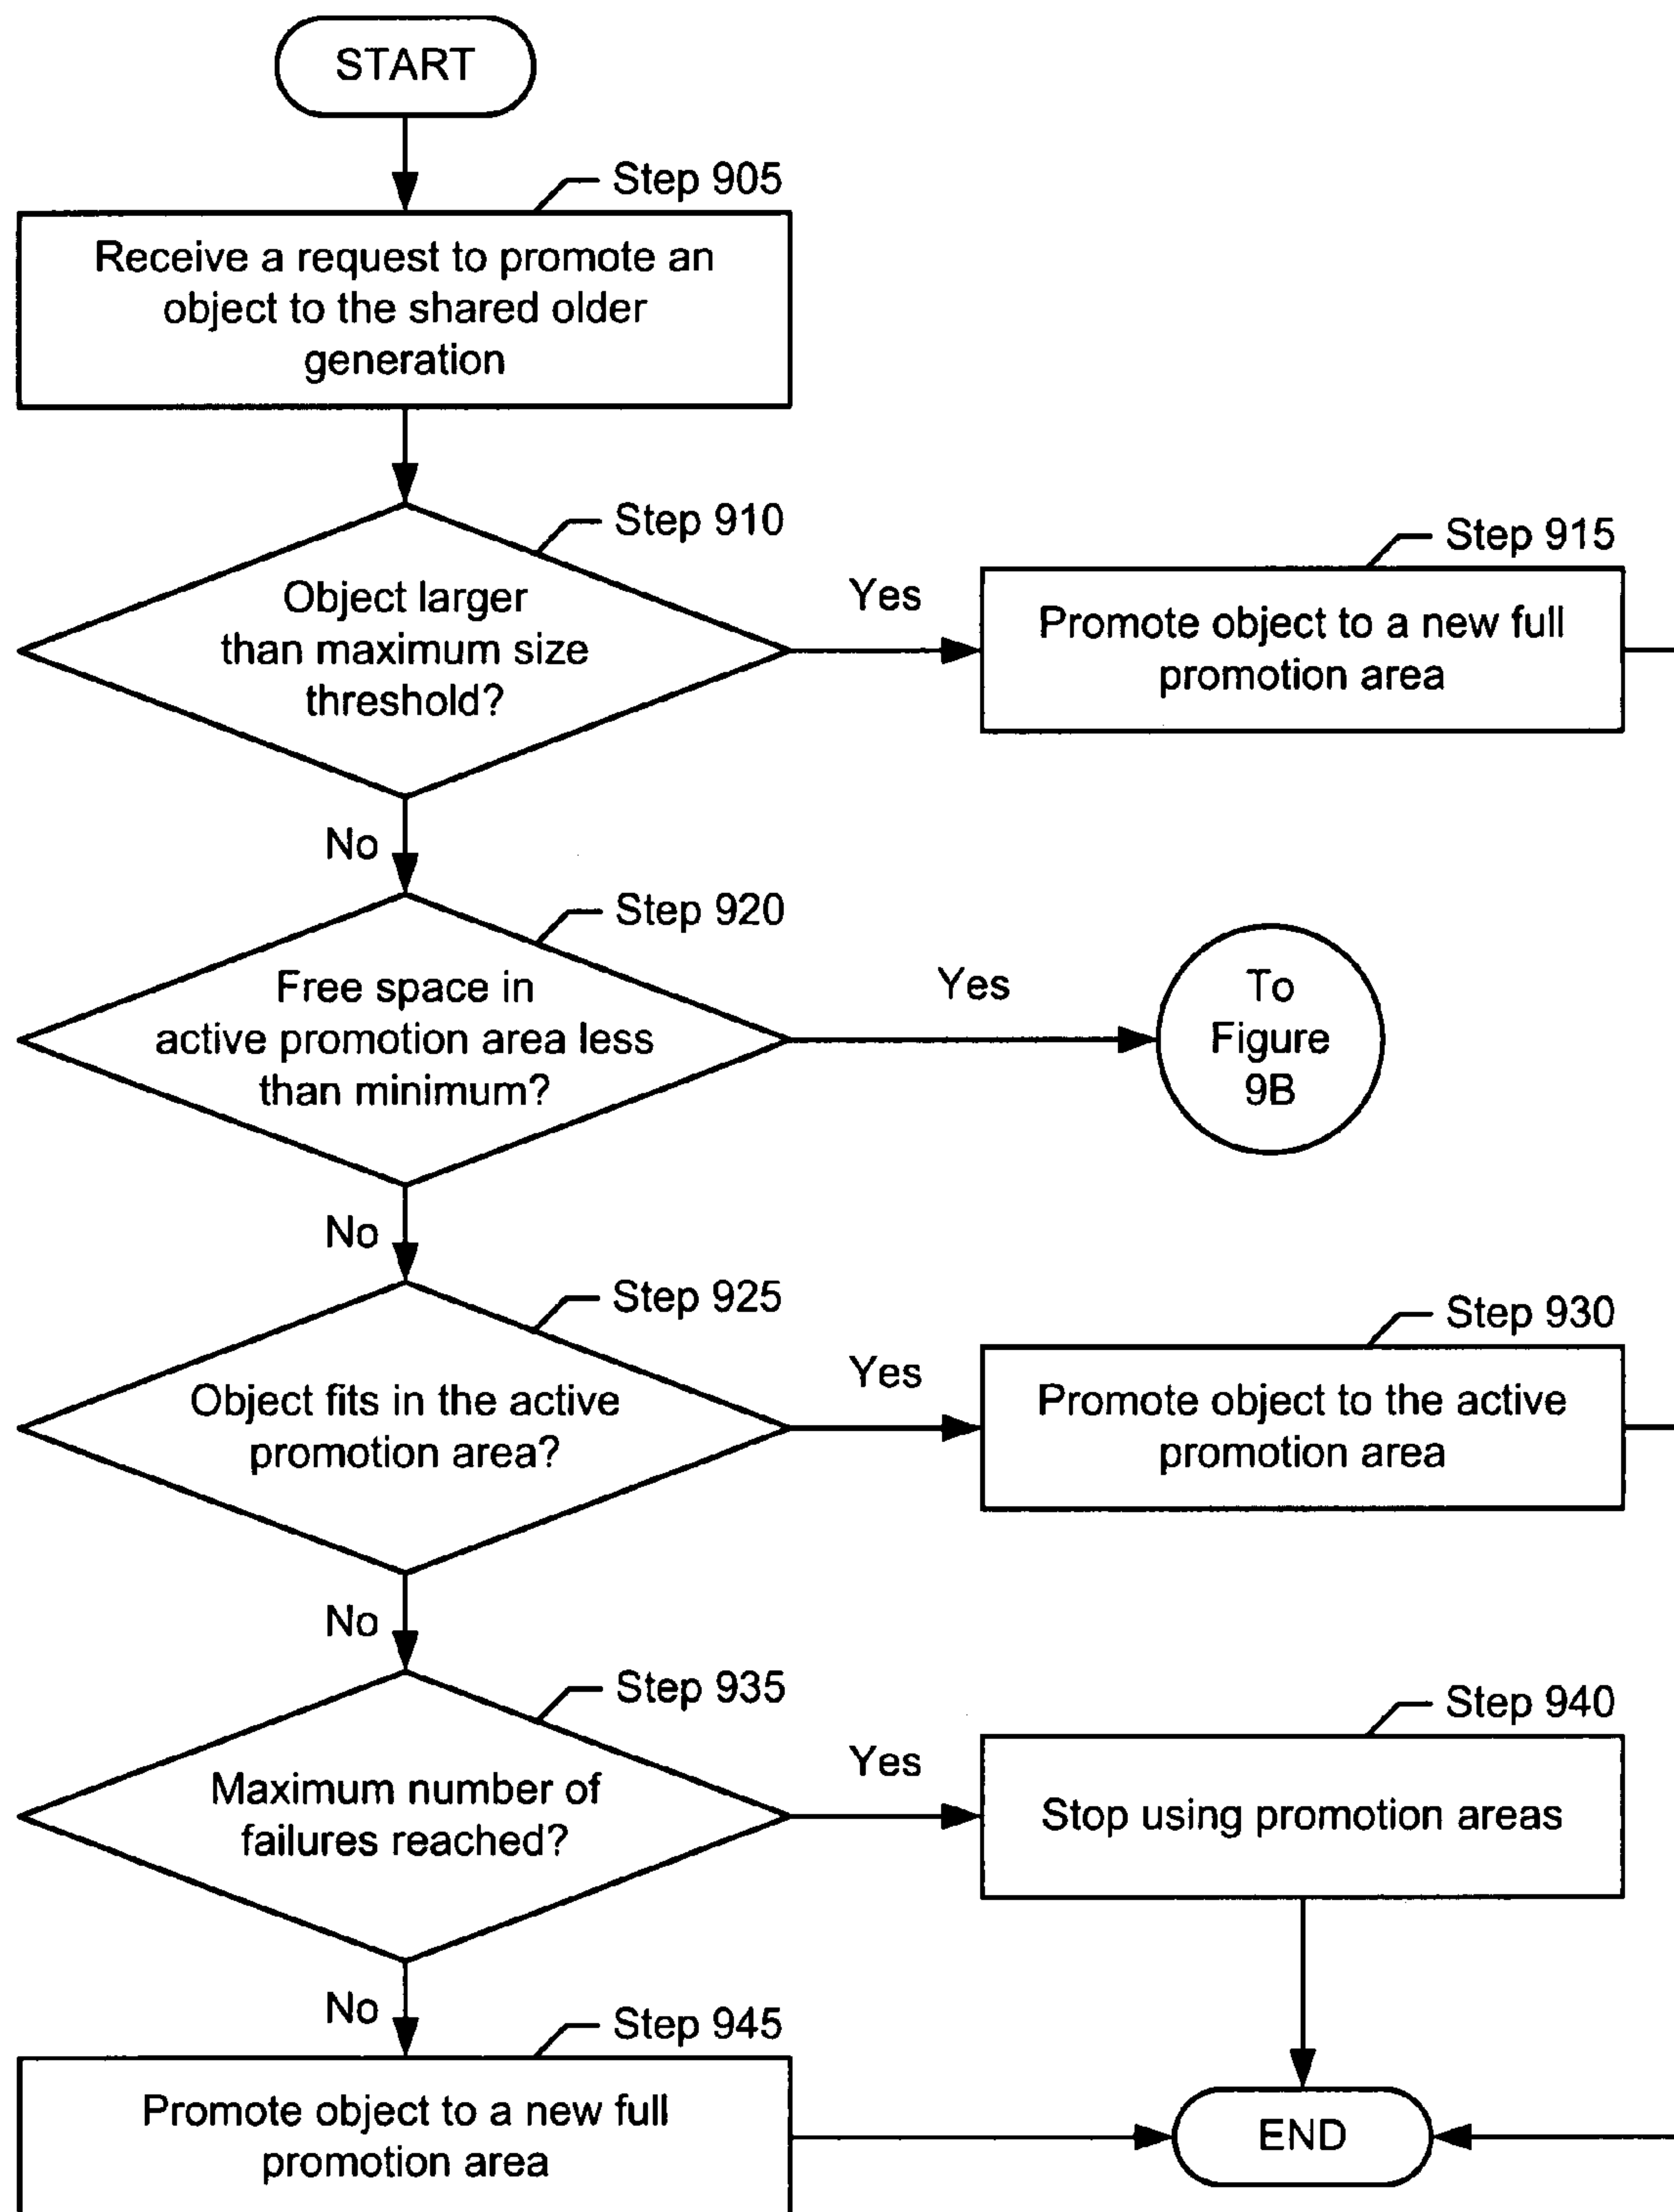 START
Step 905
Receive a request to promote an
object to the shared older
generation
Step 910
Object larger
than maximum size
threshold?
Yes
Step 915
Promote object to a new full
promotion area
No
Step 920
Free space in
active promotion area less
than minimum?
Yes
To
Figure
9B
No
Step 925
Object fits in the active
promotion area?
Yes
Step 930
Promote object to the active
promotion area
No
Step 935
Maximum number of
failures reached?
Yes
Step 940
Stop using promotion areas
No
Step 945
Promote object to a new full
promotion area
END